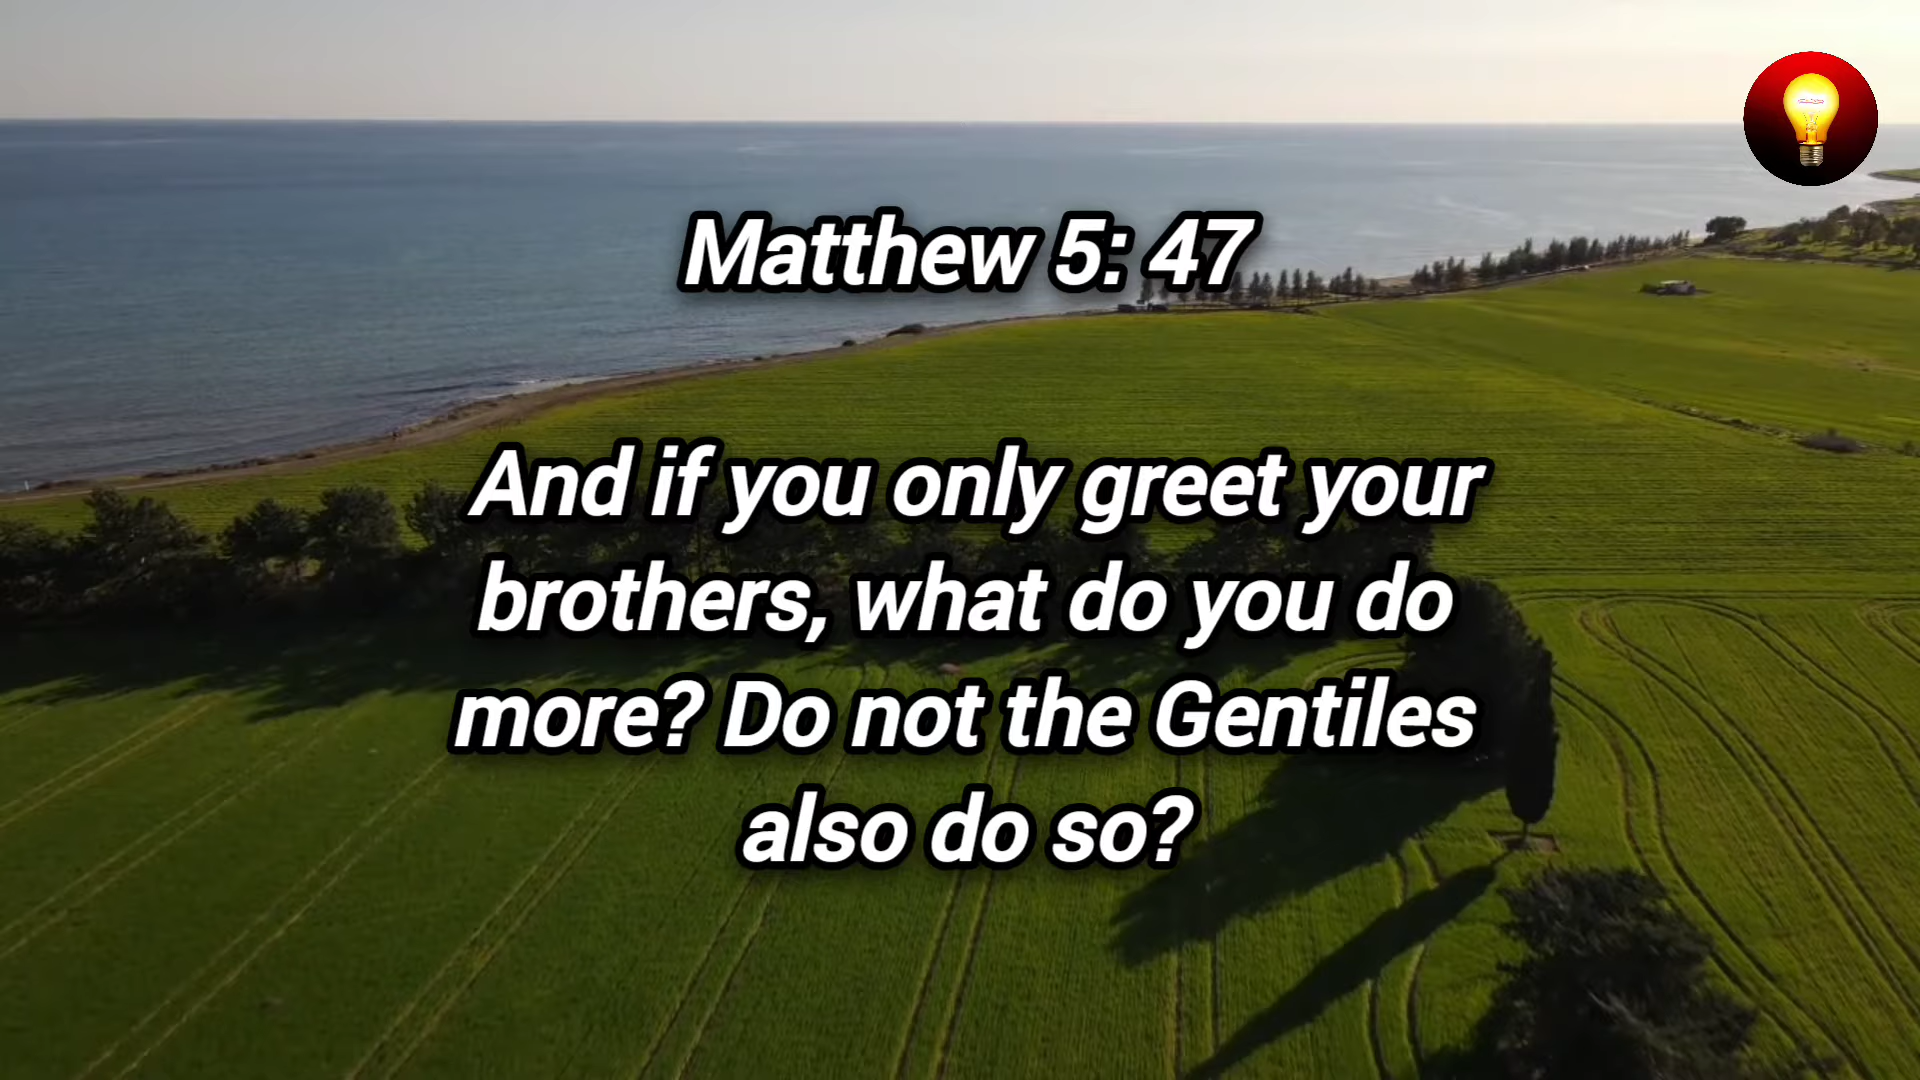 Matthew 5: 47
And if you only greet your
brothers, what do you do
more? Do not the Gentiles
also do so?